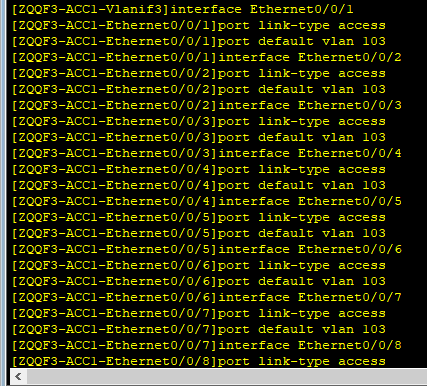 [ZQQF3-ACC1-Vlanif3]interface Ethernet0/0/1
[ZQQF3-ACC1-Ethernet0/0/1]port link-type access
[ZQQF3-ACC1-Ethernet0/0/1]port default vlan 103
[ZQQF3-ACC1-Ethernet0/0/1]interface Ethernet0/0/2
[ZQQF3-ACC1-Ethernet0/0/2]port link-type access
[ZQQF3-ACC1-Ethernet0/0/2]port default vlan 103
[ZQQF3-ACC1-Ethernet0/0/2]interface Ethernet0/0/3
[ZQQF3-ACC1-Ethernet0/0/3]port link-type access
[ZQQF3-ACC1-Ethernet0/0/3]port default vlan 103
[ZQQF3-ACC1-Ethernet0/0/3]interface Ethernet0/0/4
[ZQQF3-ACC1-Ethernet0/0/4]port link-type access
[ZQQF3-ACC1-Ethernet0/0/4]port default vlan 103
[ZQQF3-ACC1-Ethernet0/0/4]interface Ethernet0/0/5
[ZQQF3-ACC1-Ethernet0/0/5]port link-type access
[ZQQF3-ACC1-Ethernet0/0/5]port default vlan 103
[ZQQF3-ACC1-Ethernet0/0/5]interface Ethernet0/0/6
[ZQQF3-ACC1-Ethernet0/0/6]port link-type access
[ZQQF3-ACC1-Ethernet0/0/6]port default vlan 103
[ZQQF3-ACC1-Ethernet0/0/6]interface Ethernet0/0/7
[ZQQF3-ACC1-Ethernet0/0/7]port link-type access
[ZQQF3-ACC1-Ethernet0/0/7]port default vlan 103
[ZQQF3-ACC1-Ethernet0/0/7]interface Ethernet0/0/8
[ZQQF3-ACC1-Ethernet0/0/8]port link-type access